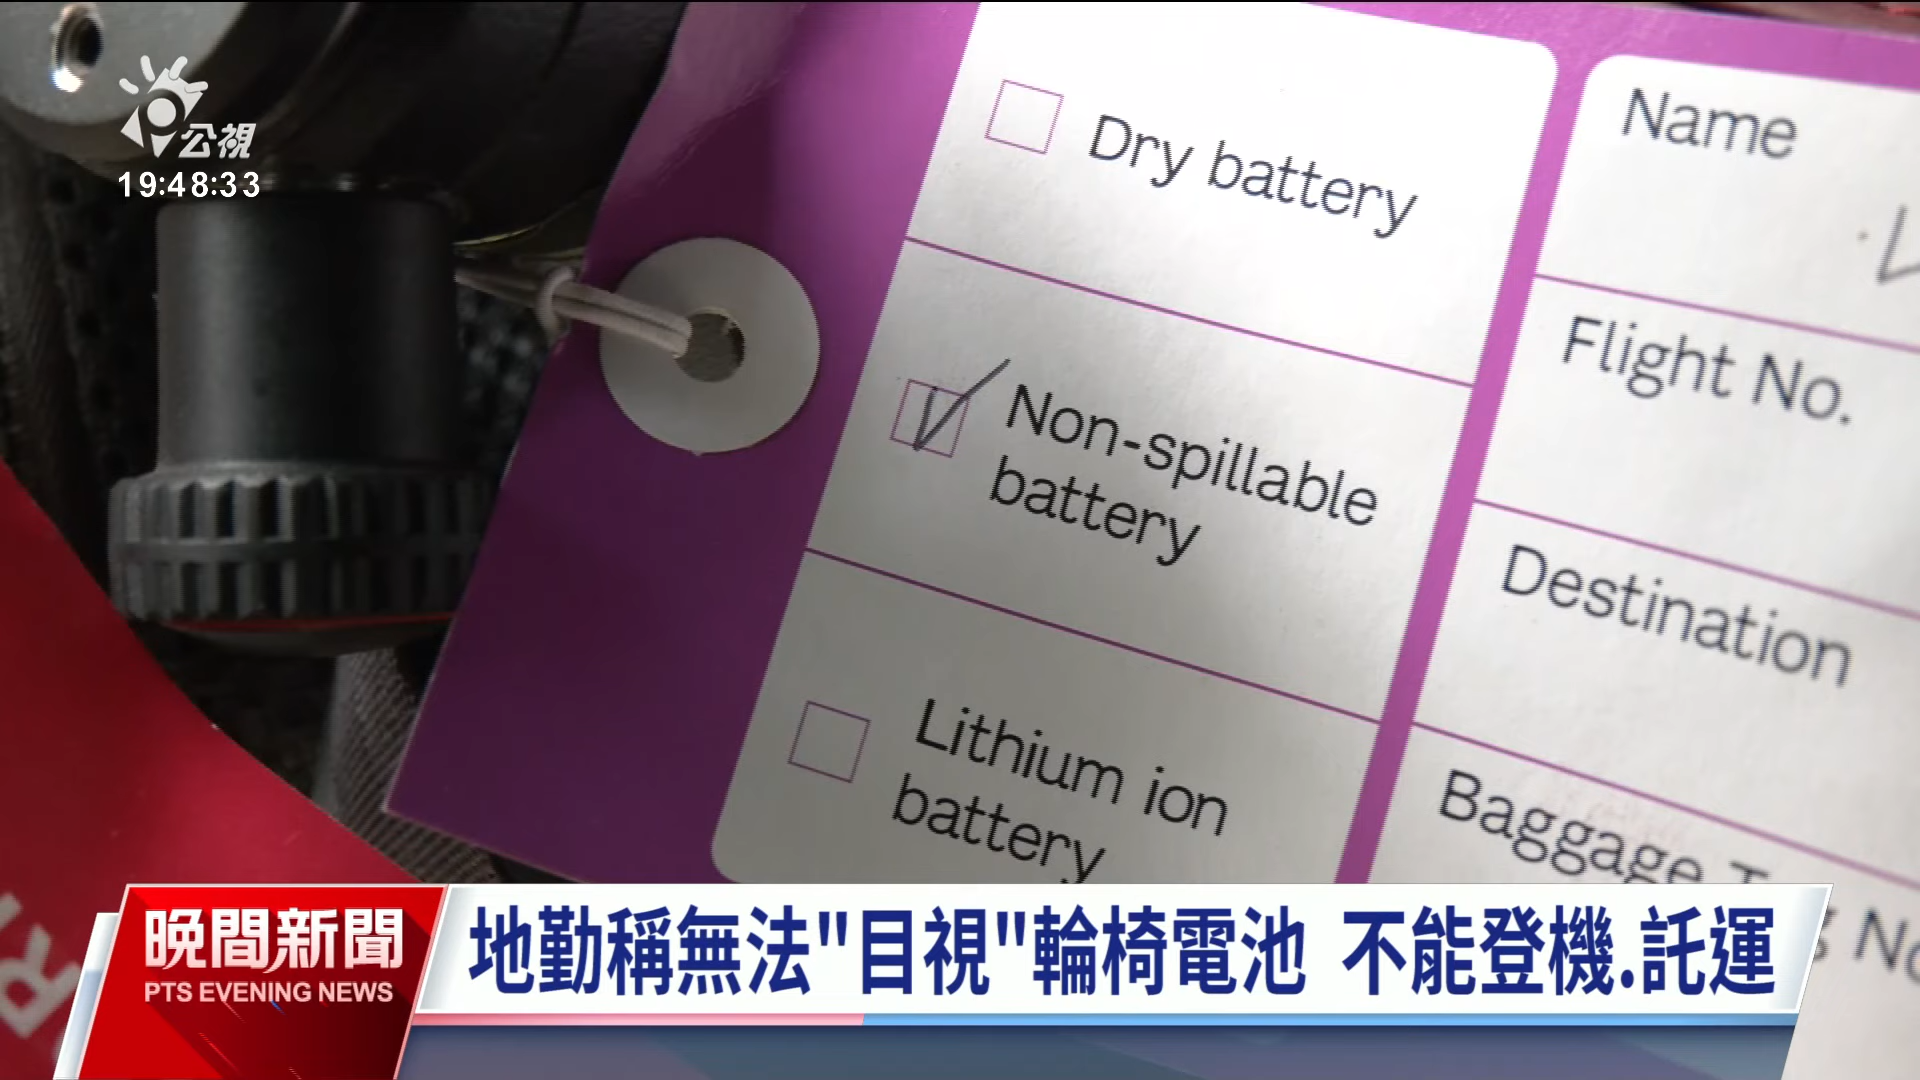 公視
19:48:33
Dry battery
Non-spillable
battery
Lithium ion
battery
Name
Flight No.
Destination
Baggage
No
晚間新聞
PTS EVENING NEWS
地勤稱無法"目視"輪椅電池 不能登機.託運